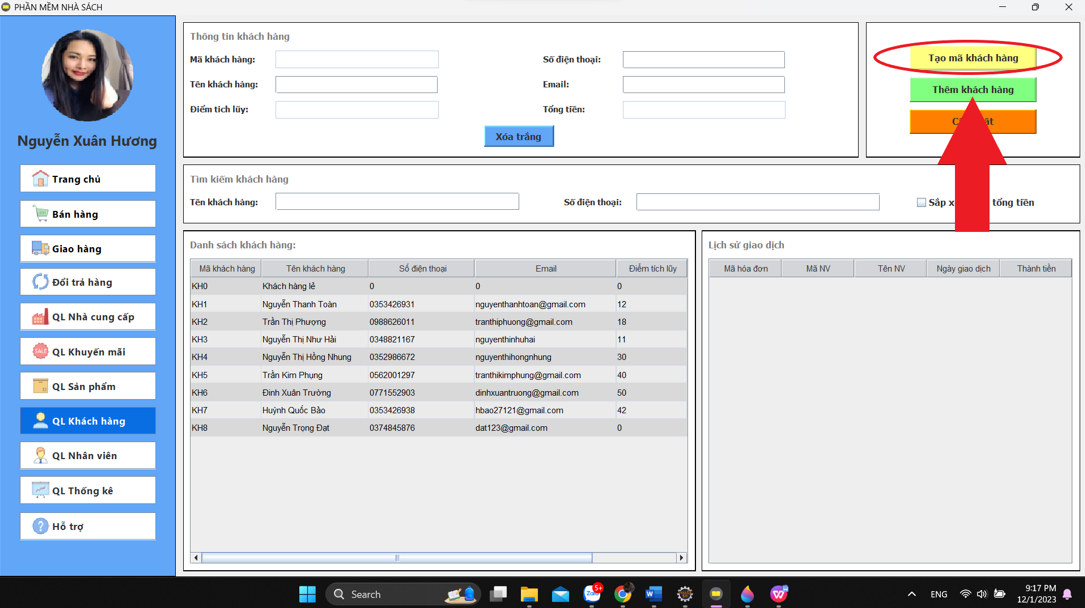 PHẦN MỀM NHÀ SÁCH
Nguyễn Xuân Hương
Trang chủ
Bán hàng
Giao hàng
Đổi trả hàng
QL Nhà cung cấp
SALE QL Khuyến mãi
QL Sản phẩm
QL Khách hàng
QL Nhân viên
QL Thống kê
? Hỗ trợ
Thông tin khách hàng
Mã khách hàng: Số điện thoại:
Tên khách hàng: Email:
Điểm tích lũy: Tổng tiền:
Xóa trắng
Tạo mã khách hàng
Thêm khách hàng
Tìm kiếm khách hàng
Tên khách hàng: Số điện thoại: Sắp tổng tiền
Danh sách khách hàng:
Mã khách hàng Tên khách hàng Số điện thoại Email Điểm tích lũy
KH0 Khách hàng lẻ 0 0 0
KH1 Nguyễn Thanh Toàn 0353426931 nguyenthanhtoan@gmail.com 12
KH2 Trần Thị Phượng 0988626011 tranthiphuong@gmail.com 18
KH3 Nguyễn Thị Như Hải 0348821167 nguyenthinhuhai 11
KH4 Nguyễn Thị Hồng Nhung 0352986672 nguyenthihongnhung 30
KH5 Trần Kim Phụng 0562001297 tranthikimphung@gmail.com 40
KH6 Đinh Xuân Trường 0771552903 dinhxuantruong@gmail.com 50
KH7 Huỳnh Quốc Bảo 0353426938 hbao27121@gmail.com 42
KH8 Nguyễn Trọng Đạt 0374845876 dat123@gmail.com 0
Lịch sử giao dịch
Mã hóa đơn Mã NV Tên NV Ngày giao dịch Thành tiền
Search
Zalo 5+
ENG
9:17 PM
12/1/2023